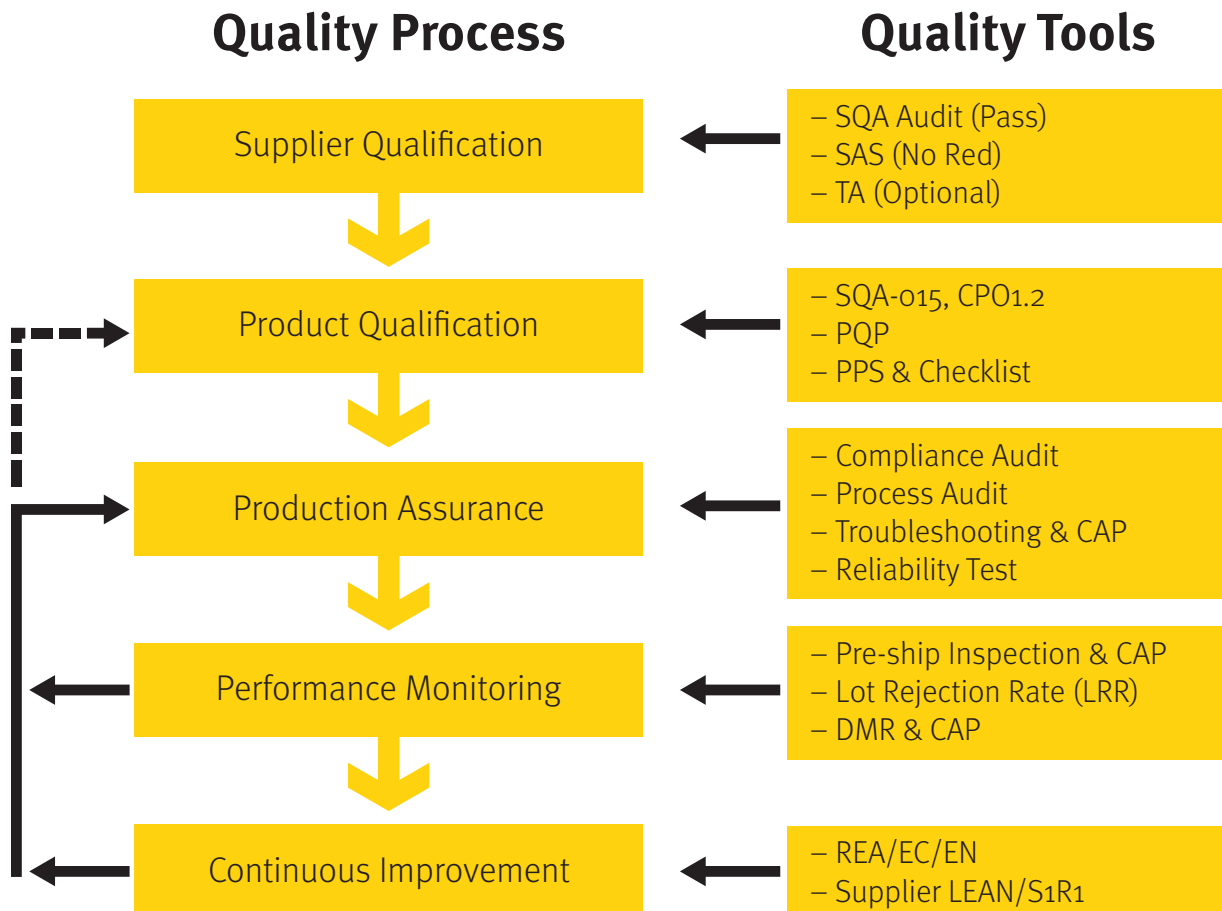 Quality Process
Quality Tools
Supplier Qualification
– SQA Audit (Pass)
– SAS (No Red)
– TA (Optional)
Product Qualification
– SQA-015, CPO1.2
– PQP
– PPS & Checklist
Production Assurance
– Compliance Audit
– Process Audit
– Troubleshooting & CAP
– Reliability Test
Performance Monitoring
– Pre-ship Inspection & CAP
– Lot Rejection Rate (LRR)
– DMR & CAP
Continuous Improvement
– REA/EC/EN
– Supplier LEAN/S1R1